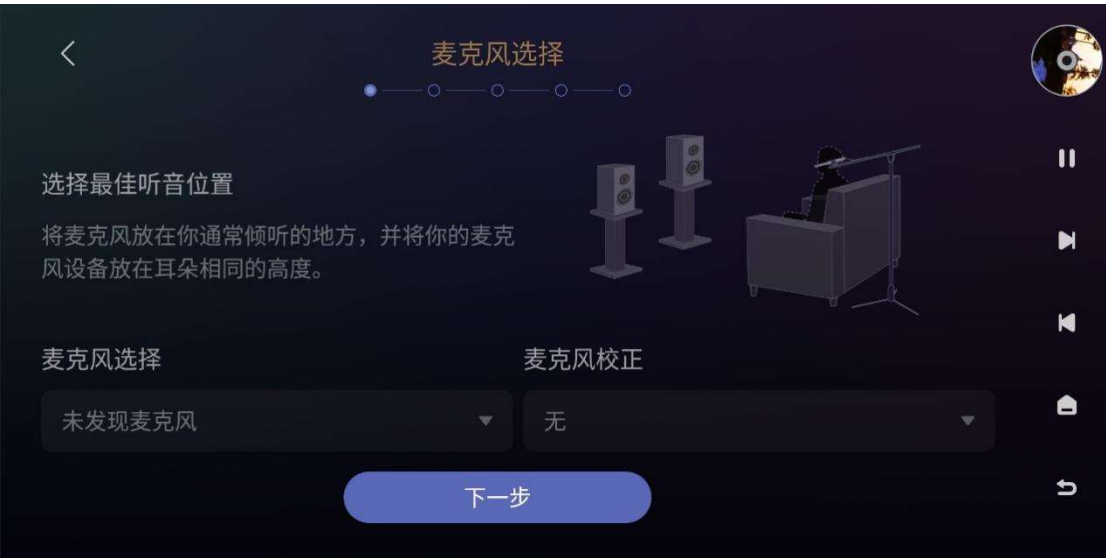 麦克风选择
选择最佳听音位置
将麦克风放在你通常倾听的地方，并将你的麦克
风设备放在耳朵相同的高度。
麦克风选择
麦克风校正
未发现麦克风
无
下一步